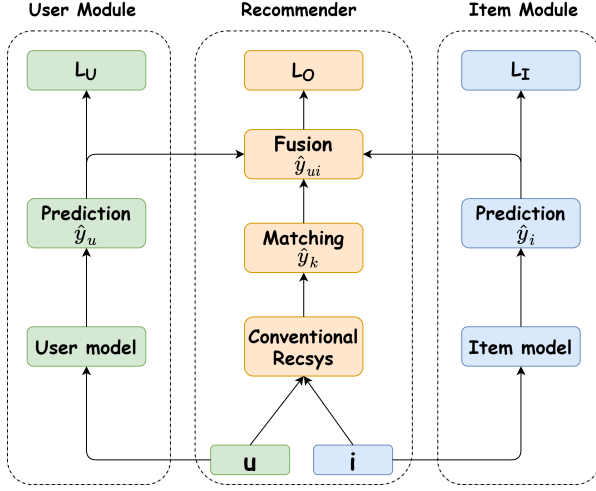 User Module
Recommender
Item Module
L_U
L_O
L_I
Fusion
ŷ_ui
Prediction
ŷ_u
Matching
ŷ_k
Prediction
ŷ_i
User model
Conventional
Recsys
Item model
u
i